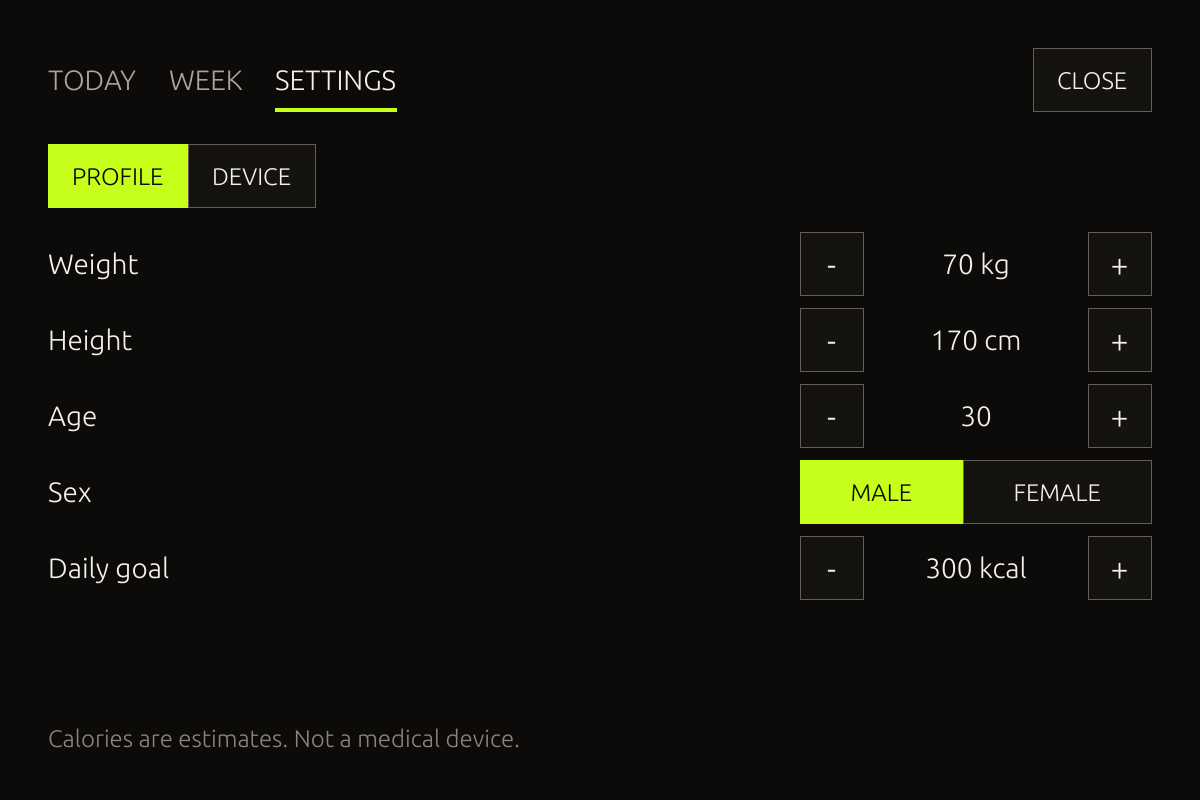 TODAY WEEK SETTINGS CLOSE
PROFILE DEVICE
Weight - 70 kg +
Height - 170 cm +
Age - 30 +
Sex MALE FEMALE
Daily goal - 300 kcal +
Calories are estimates. Not a medical device.